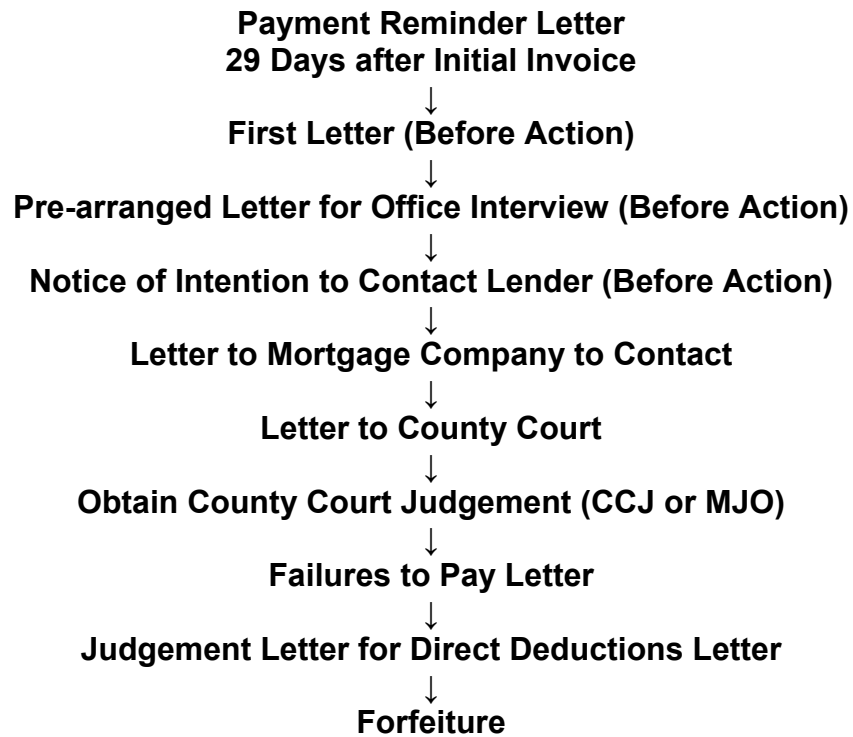 Payment Reminder Letter
29 Days after Initial Invoice
↓
First Letter (Before Action)
↓
Pre-arranged Letter for Office Interview (Before Action)
↓
Notice of Intention to Contact Lender (Before Action)
↓
Letter to Mortgage Company to Contact
↓
Letter to County Court
↓
Obtain County Court Judgement (CCJ or MJO)
↓
Failures to Pay Letter
↓
Judgement Letter for Direct Deductions Letter
↓
Forfeiture